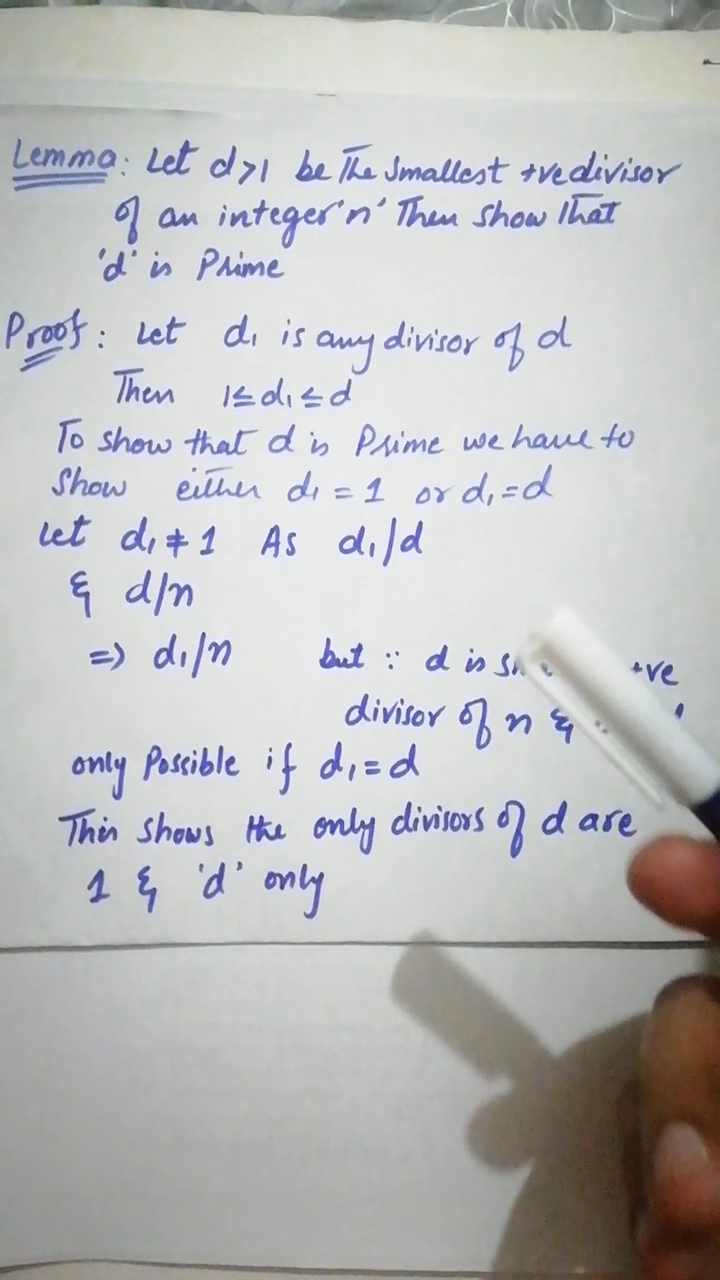 Lemma: Let d>1 be The Smallest +ve divisor
of an integer 'n' Then Show That
'd' is Prime
Proof: Let d₁ is any divisor of d
Then 1≤d₁≤d
To show that d is Prime we have to
Show either d₁ = 1 or d₁=d
Let d₁ ≠ 1 As d₁/d
& d/n
=> d₁/n but ∵ d is +ve
divisor of n &
only Possible if d₁=d
This shows the only divisors of d are
1 & 'd' only